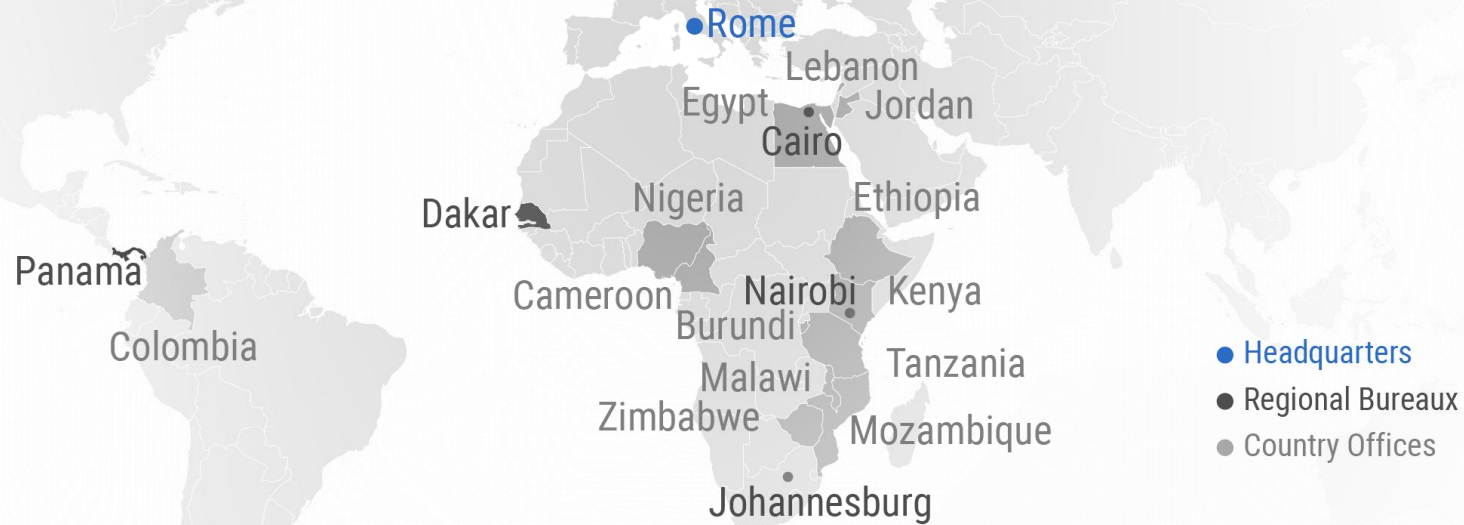 Rome
Lebanon
Egypt
Jordan
Cairo
Nigeria
Ethiopia
Dakar
Panama
Cameroon
Nairobi
Kenya
Burundi
Colombia
Tanzania
Malawi
Zimbabwe
Mozambique
Johannesburg
Headquarters
Regional Bureaux
Country Offices